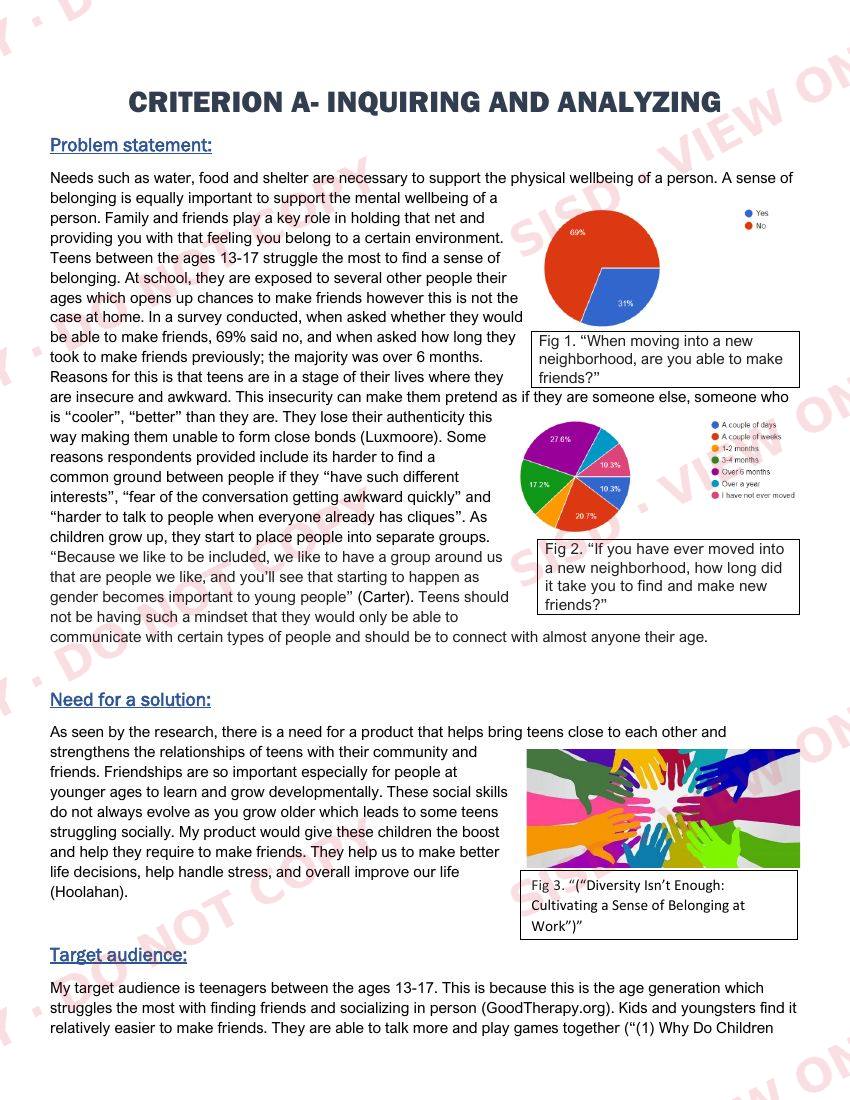 CRITERION A- INQUIRING AND ANALYZING
Problem statement:
Needs such as water, food and shelter are necessary to support the physical wellbeing of a person. A sense of
belonging is equally important to support the mental wellbeing of a
person. Family and friends play a key role in holding that net and
providing you with that feeling you belong to a certain environment.
Teens between the ages 13-17 struggle the most to find a sense of
belonging. At school, they are exposed to several other people their
ages which opens up chances to make friends however this is not the
case at home. In a survey conducted, when asked whether they would
be able to make friends, 69% said no, and when asked how long they
took to make friends previously; the majority was over 6 months.
Reasons for this is that teens are in a stage of their lives where they
are insecure and awkward. This insecurity can make them pretend as if they are someone else, someone who
is “cooler”, “better” than they are. They lose their authenticity this
way making them unable to form close bonds (Luxmoore). Some
reasons respondents provided include its harder to find a
common ground between people if they “have such different
interests”, “fear of the conversation getting awkward quickly” and
“harder to talk to people when everyone already has cliques”. As
children grow up, they start to place people into separate groups.
“Because we like to be included, we like to have a group around us
that are people we like, and you’ll see that starting to happen as
gender becomes important to young people” (Carter). Teens should
not be having such a mindset that they would only be able to
communicate with certain types of people and should be to connect with almost anyone their age.
69%
31%
Yes
No
Fig 1. “When moving into a new
neighborhood, are you able to make
friends?”
27.6%
10.3%
10.3%
20.7%
17.2%
A couple of days
A couple of weeks
1-2 months
3-4 months
Over 6 months
Over a year
I have not ever moved
Fig 2. “If you have ever moved into
a new neighborhood, how long did
it take you to find and make new
friends?”
Need for a solution:
As seen by the research, there is a need for a product that helps bring teens close to each other and
strengthens the relationships of teens with their community and
friends. Friendships are so important especially for people at
younger ages to learn and grow developmentally. These social skills
do not always evolve as you grow older which leads to some teens
struggling socially. My product would give these children the boost
and help they require to make friends. They help us to make better
life decisions, help handle stress, and overall improve our life
(Hoolahan).
Fig 3. “(“Diversity Isn’t Enough:
Cultivating a Sense of Belonging at
Work”)”
Target audience:
My target audience is teenagers between the ages 13-17. This is because this is the age generation which
struggles the most with finding friends and socializing in person (GoodTherapy.org). Kids and youngsters find it
relatively easier to make friends. They are able to talk more and play games together (“(1) Why Do Children
SISD - VIEW ON
SISD - VIEW ON
SISD - VIEW ON
Y - DO NOT COPY
Y - DO NOT COPY
Y - DO NOT COPY